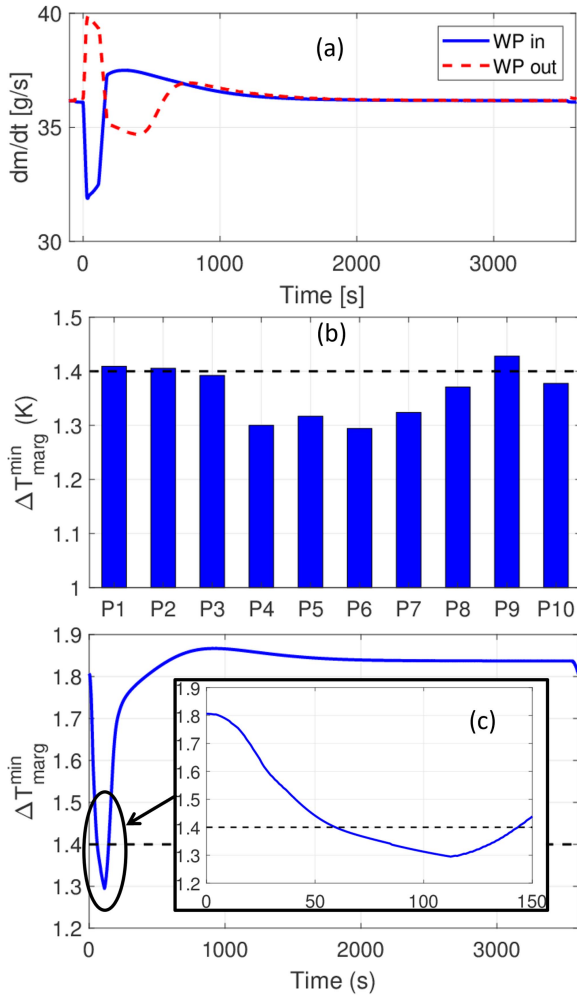 40
35
30
dm/dt [g/s]
(a)
WP in
WP out
0 1000 2000 3000
Time [s]
1.5
1.4
1.3
1.2
1.1
1
ΔT_marg^min (K)
(b)
P1 P2 P3 P4 P5 P6 P7 P8 P9 P10
1.9
1.8
1.7
1.6
1.5
1.4
1.3
1.2
ΔT_marg^min
1.9
1.8
1.7
1.6
1.5
1.4
1.3
1.2
(c)
0 50 100 150
0 1000 2000 3000
Time (s)